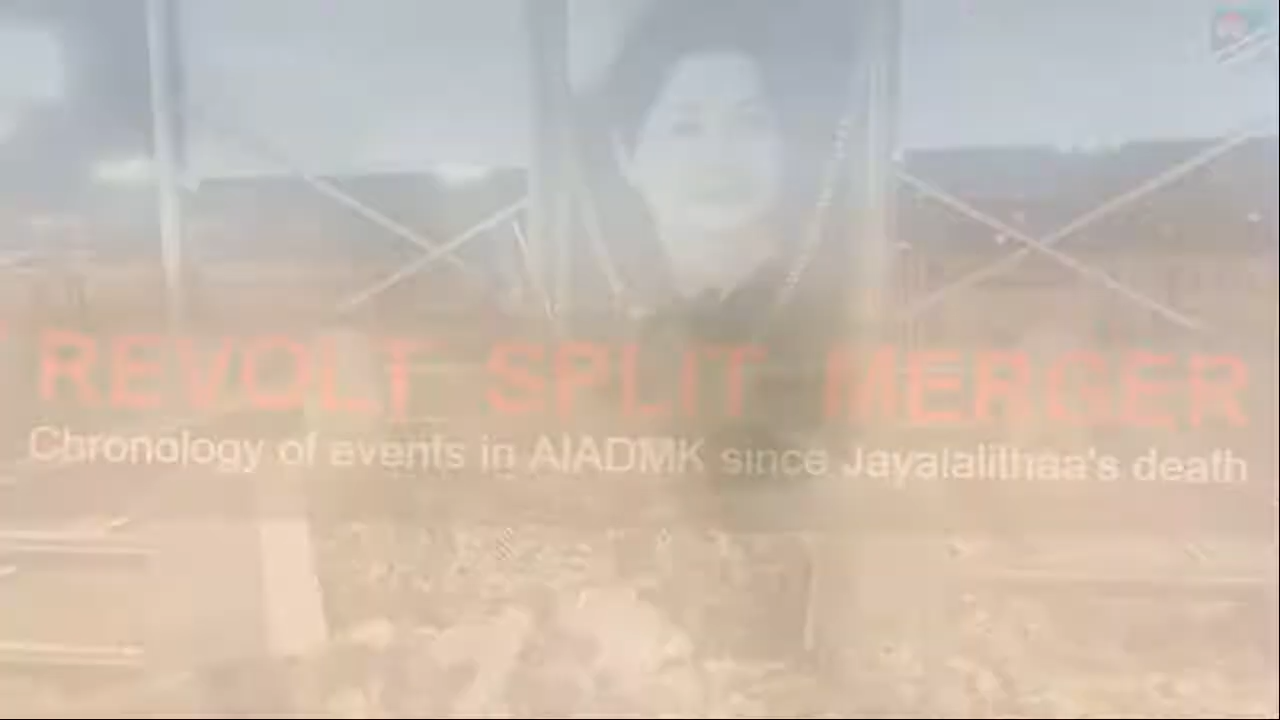 REVOLT SPLIT MERGER
Chronology of events in AIADMK since Jayalalithaa's death